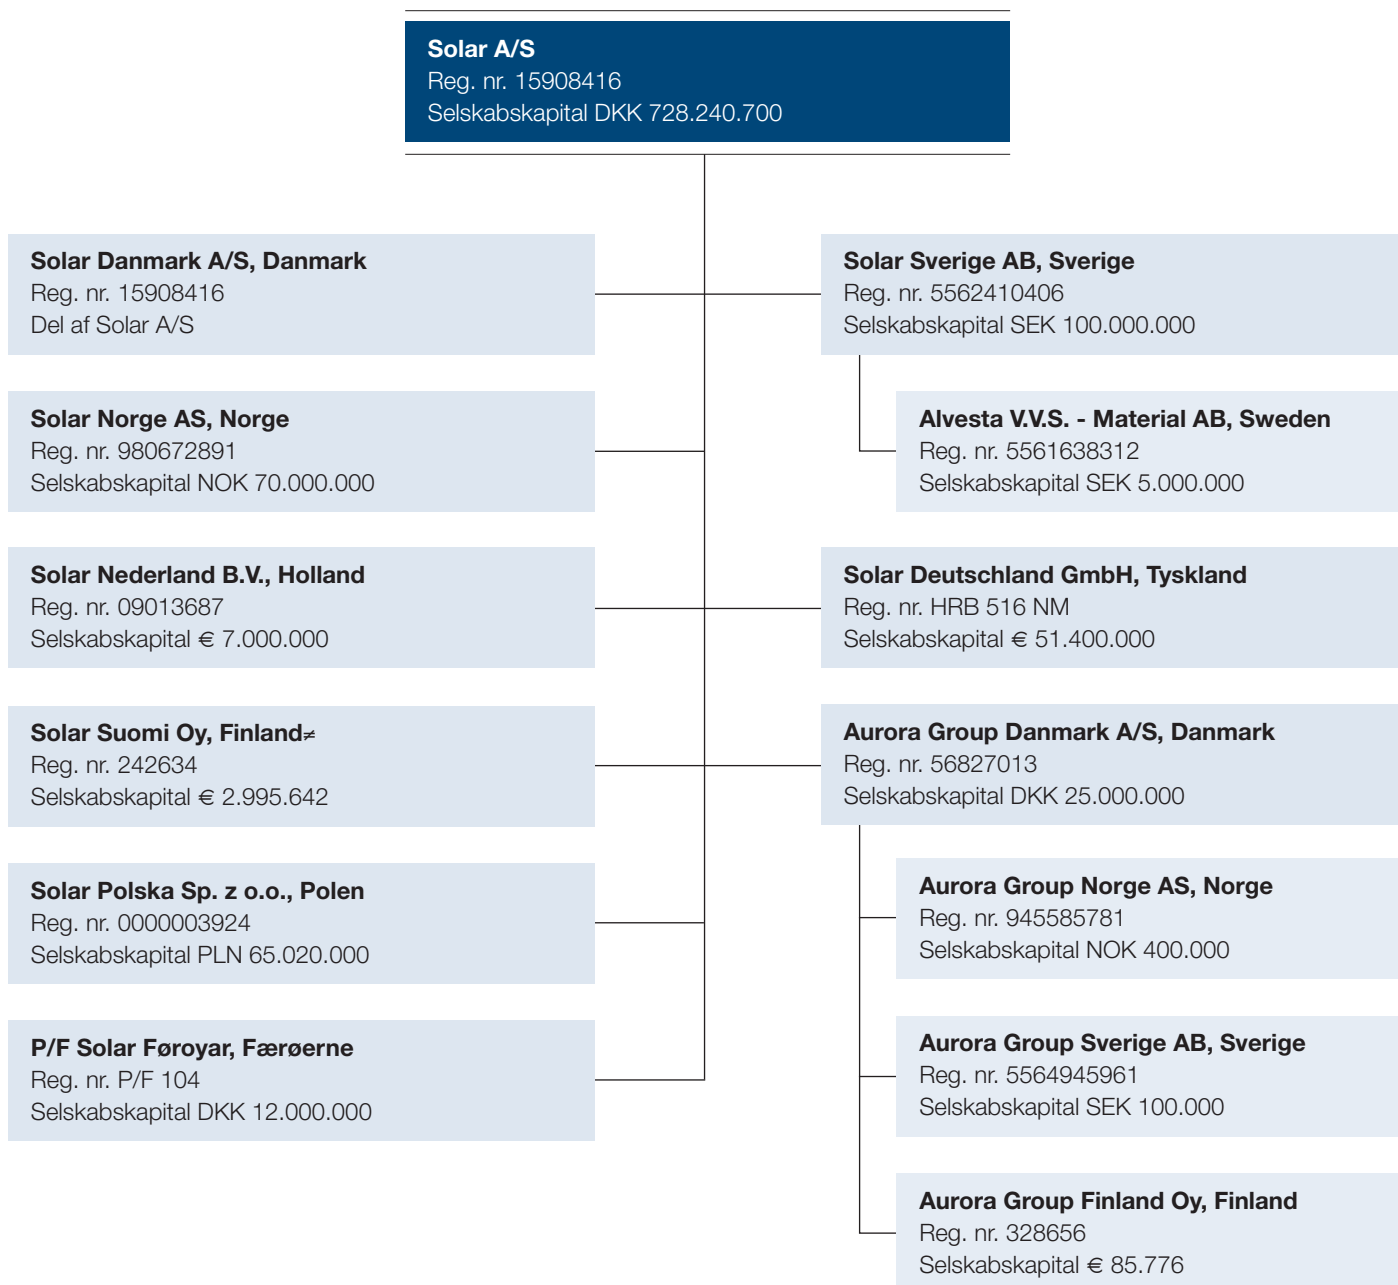 Solar A/S
Reg. nr. 15908416
Selskabskapital DKK 728.240.700
Solar Danmark A/S, Danmark
Reg. nr. 15908416
Del af Solar A/S
Solar Norge AS, Norge
Reg. nr. 980672891
Selskabskapital NOK 70.000.000
Solar Nederland B.V., Holland
Reg. nr. 09013687
Selskabskapital € 7.000.000
Solar Suomi Oy, Finland≠
Reg. nr. 242634
Selskabskapital € 2.995.642
Solar Polska Sp. z o.o., Polen
Reg. nr. 0000003924
Selskabskapital PLN 65.020.000
P/F Solar Føroyar, Færøerne
Reg. nr. P/F 104
Selskabskapital DKK 12.000.000
Solar Sverige AB, Sverige
Reg. nr. 5562410406
Selskabskapital SEK 100.000.000
Alvesta V.V.S. - Material AB, Sweden
Reg. nr. 5561638312
Selskabskapital SEK 5.000.000
Solar Deutschland GmbH, Tyskland
Reg. nr. HRB 516 NM
Selskabskapital € 51.400.000
Aurora Group Danmark A/S, Danmark
Reg. nr. 56827013
Selskabskapital DKK 25.000.000
Aurora Group Norge AS, Norge
Reg. nr. 945585781
Selskabskapital NOK 400.000
Aurora Group Sverige AB, Sverige
Reg. nr. 5564945961
Selskabskapital SEK 100.000
Aurora Group Finland Oy, Finland
Reg. nr. 328656
Selskabskapital € 85.776